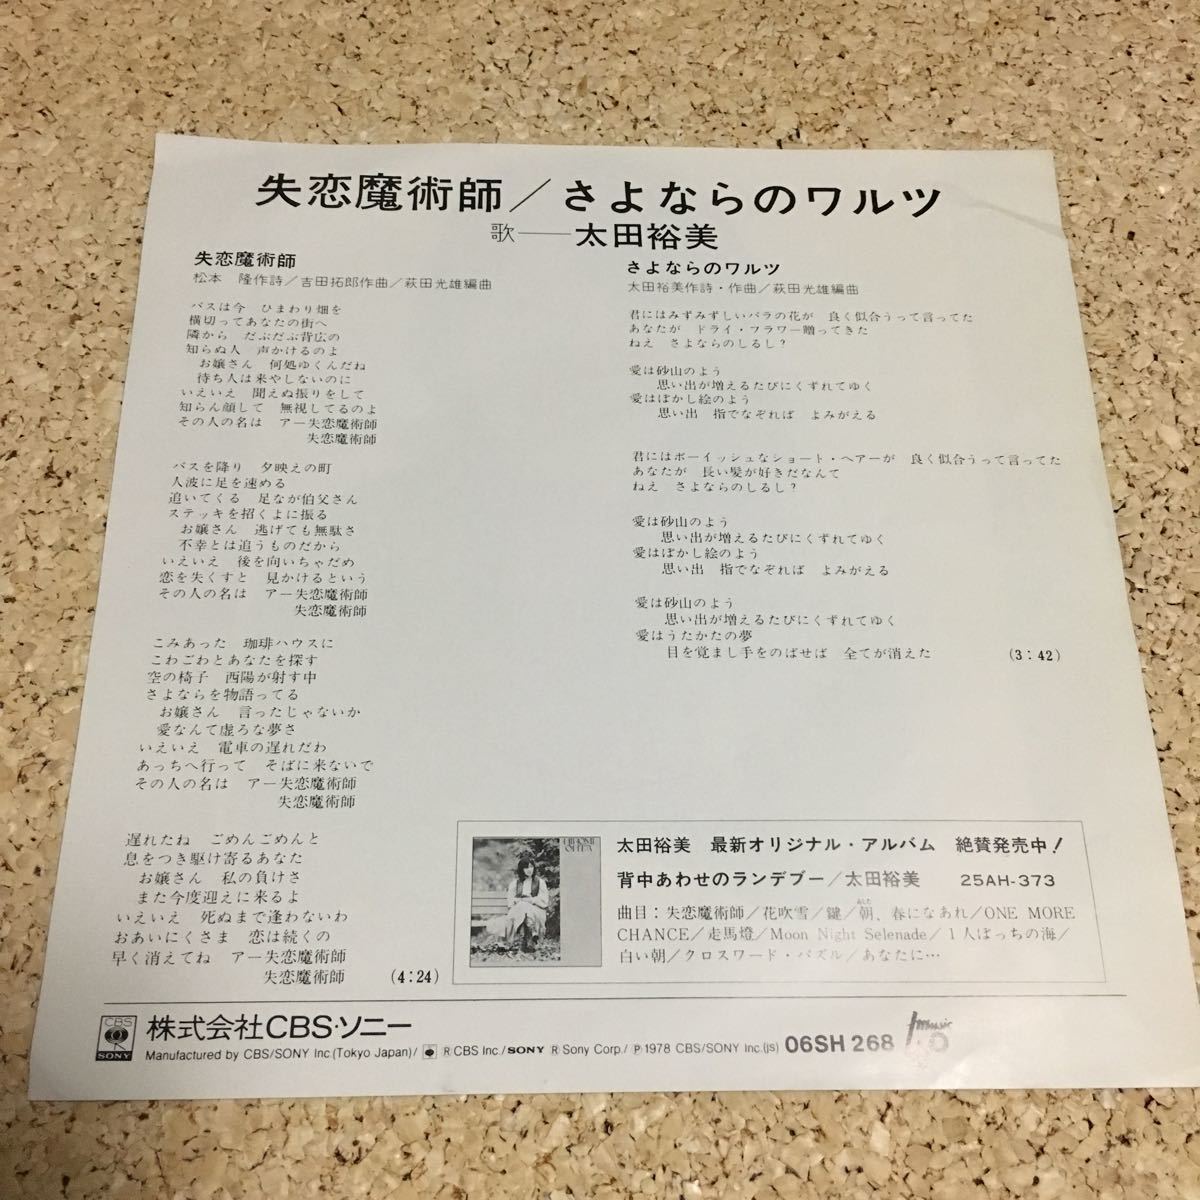 失恋魔術師／さよならのワルツ
歌──太田裕美
失恋魔術師
松本　隆作詩／吉田拓郎作曲／萩田光雄編曲
バスは今　ひまわり畑を
横切ってあなたの街へ
隣から　だぶだぶ背広の
知らぬ人　声かけるのよ
お嬢さん　何処ゆくんだね
待ち人は来やしないのに
いえいえ　聞えぬ振りをして
知らん顔して　無視してるのよ
その人の名は　アー失恋魔術師
失恋魔術師
バスを降り　夕映えの町
人波に足を速める
追いてくる　足なが伯父さん
ステッキを招くよに振る
お嬢さん　逃げても無駄さ
不幸とは追うものだから
いえいえ　後を向いちゃだめ
恋を失くすと　見かけるという
その人の名は　アー失恋魔術師
失恋魔術師
こみあった　珈琲ハウスに
こわごわとあなたを探す
空の椅子　西陽が射す中
さよならを物語ってる
お嬢さん　言ったじゃないか
愛なんて虚ろな夢さ
いえいえ　電車の遅れだわ
あっちへ行って　そばに来ないで
その人の名は　アー失恋魔術師
失恋魔術師
遅れたね　ごめんごめんと
息をつき駆け寄るあなた
お嬢さん　私の負けさ
また今度迎えに来るよ
いえいえ　死ぬまで逢わないわ
おあいにくさま　恋は続くの
早く消えてね　アー失恋魔術師
失恋魔術師　(4:24)
さよならのワルツ
太田裕美作詩・作曲／萩田光雄編曲
君にはみずみずしいバラの花が　良く似合うって言ってた
あなたが　ドライ・フラワー贈ってきた
ねえ　さよならのしるし？
愛は砂山のよう
思い出が増えるたびにくずれてゆく
愛はぼかし絵のよう
思い出　指でなぞれば　よみがえる
君にはボーイッシュなショート・ヘアーが　良く似合うって言ってた
あなたが　長い髪が好きだなんて
ねえ　さよならのしるし？
愛は砂山のよう
思い出が増えるたびにくずれてゆく
愛はぼかし絵のよう
思い出　指でなぞれば　よみがえる
愛は砂山のよう
思い出が増えるたびにくずれてゆく
愛はうたかたの夢
目を覚まし手をのばせば　全てが消えた　(3:42)
HIROMI
OHTA
太田裕美　最新オリジナル・アルバム　絶賛発売中！
背中あわせのランデブー／太田裕美　25AH-373
曲目：失恋魔術師／花吹雪／鍵／朝、春になあれ／ONE MORE
CHANCE／走馬燈／Moon Night Selenade／1人ぼっちの海／
白い朝／クロスワード・パズル／あなたに…
CBS
SONY
株式会社CBS・ソニー
Manufactured by CBS/SONY Inc.(Tokyo Japan)/ ® CBS Inc./SONY ® Sony Corp./℗1978 CBS/SONY Inc.(js) 06SH 268
music